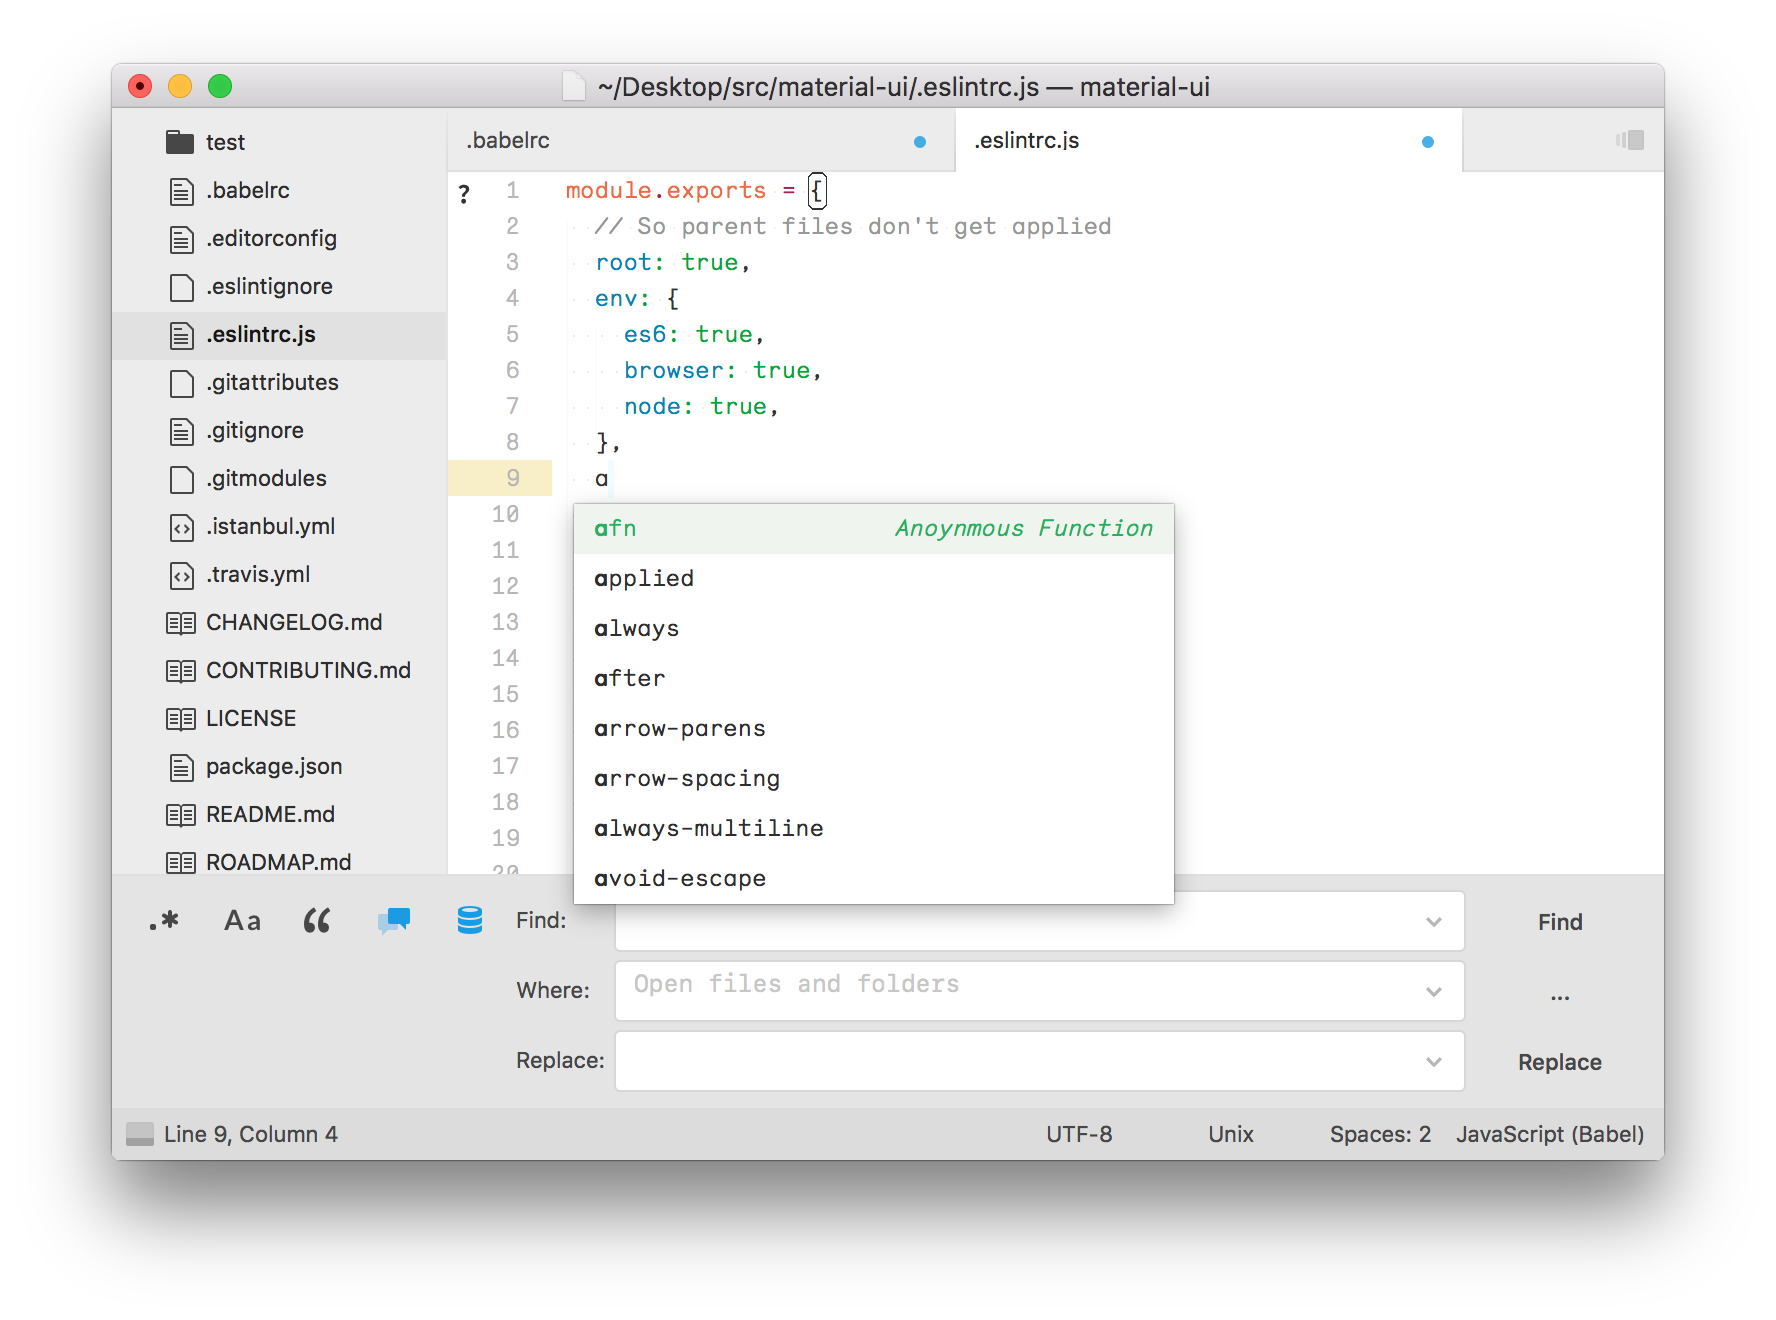 ~/Desktop/src/material-ui/.eslintrc.js — material-ui
test
.babelrc
.editorconfig
.eslintignore
.eslintrc.js
.gitattributes
.gitignore
.gitmodules
.istanbul.yml
.travis.yml
CHANGELOG.md
CONTRIBUTING.md
LICENSE
package.json
README.md
ROADMAP.md
.babelrc
.eslintrc.js
? 1 module.exports = {
2 // So parent files don't get applied
3 root: true,
4 env: {
5 es6: true,
6 browser: true,
7 node: true,
8 },
9 a
10
11
12
13
14
15
16
17
18
19
20
afn Anoynmous Function
applied
always
after
arrow-parens
arrow-spacing
always-multiline
avoid-escape
.* Aa “ Find: Find
Where: Open files and folders ...
Replace: Replace
Line 9, Column 4 UTF-8 Unix Spaces: 2 JavaScript (Babel)